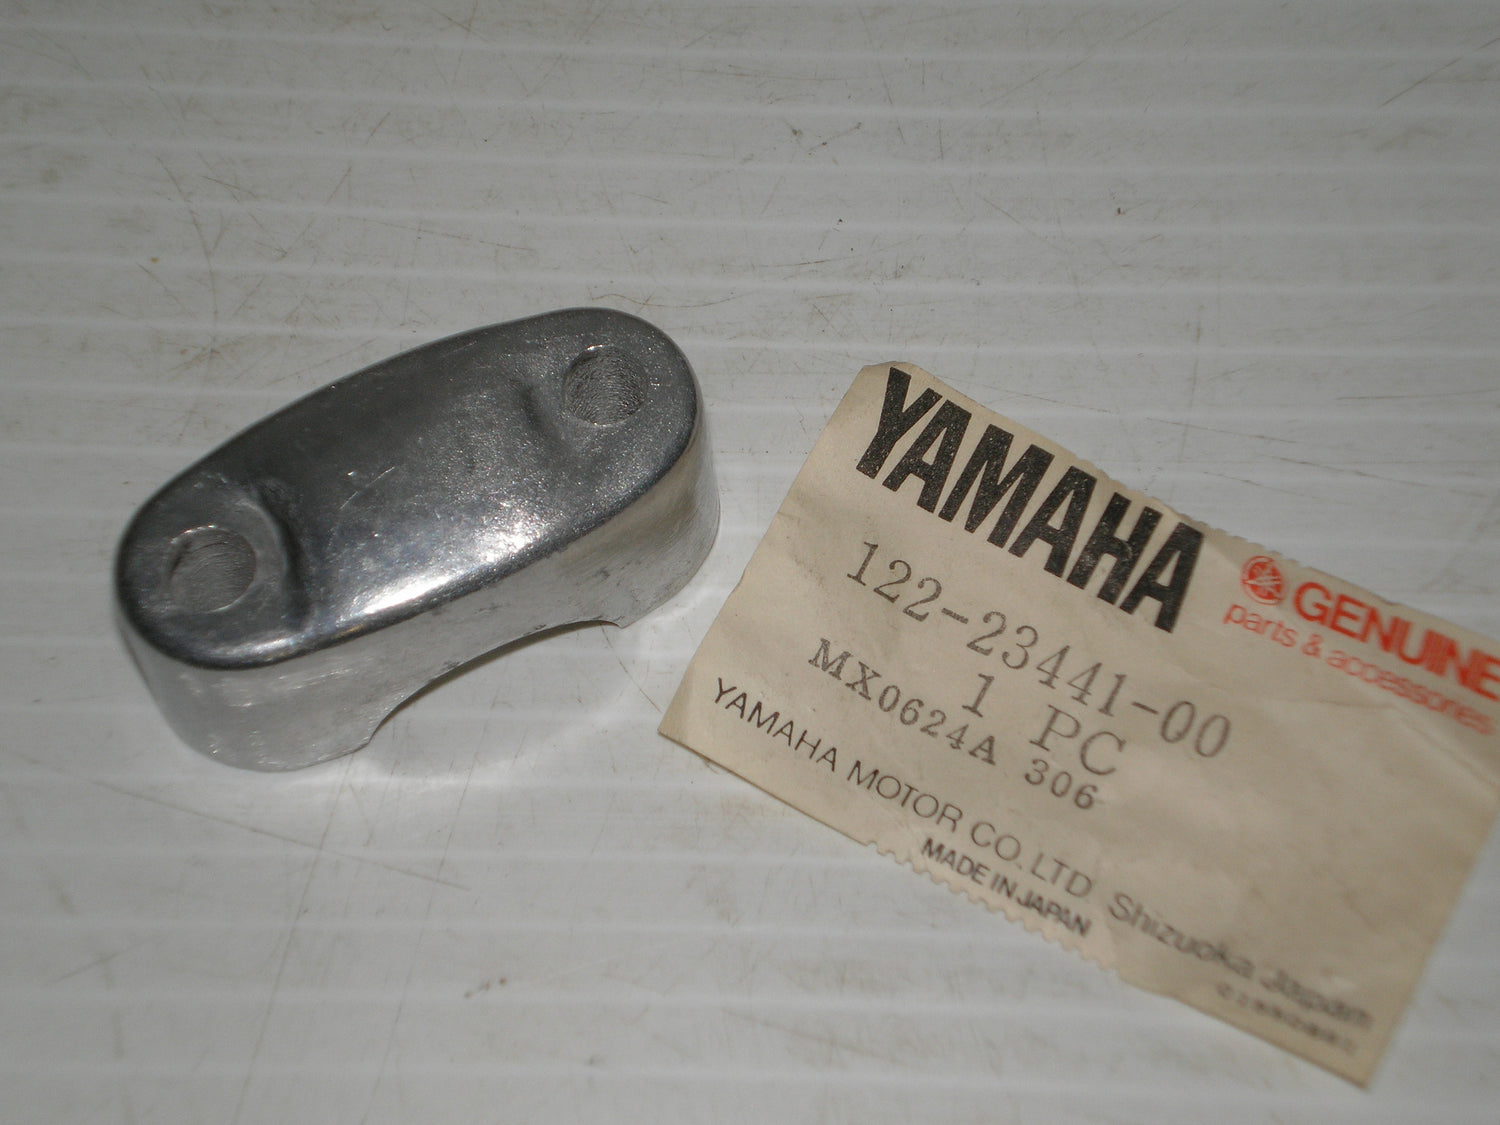 YAMAHA
GENUINE
parts & accessories
122-23441-00
1 PC
MX0624A 306
YAMAHA MOTOR CO. LTD Shizuoka Japan
MADE IN JAPAN